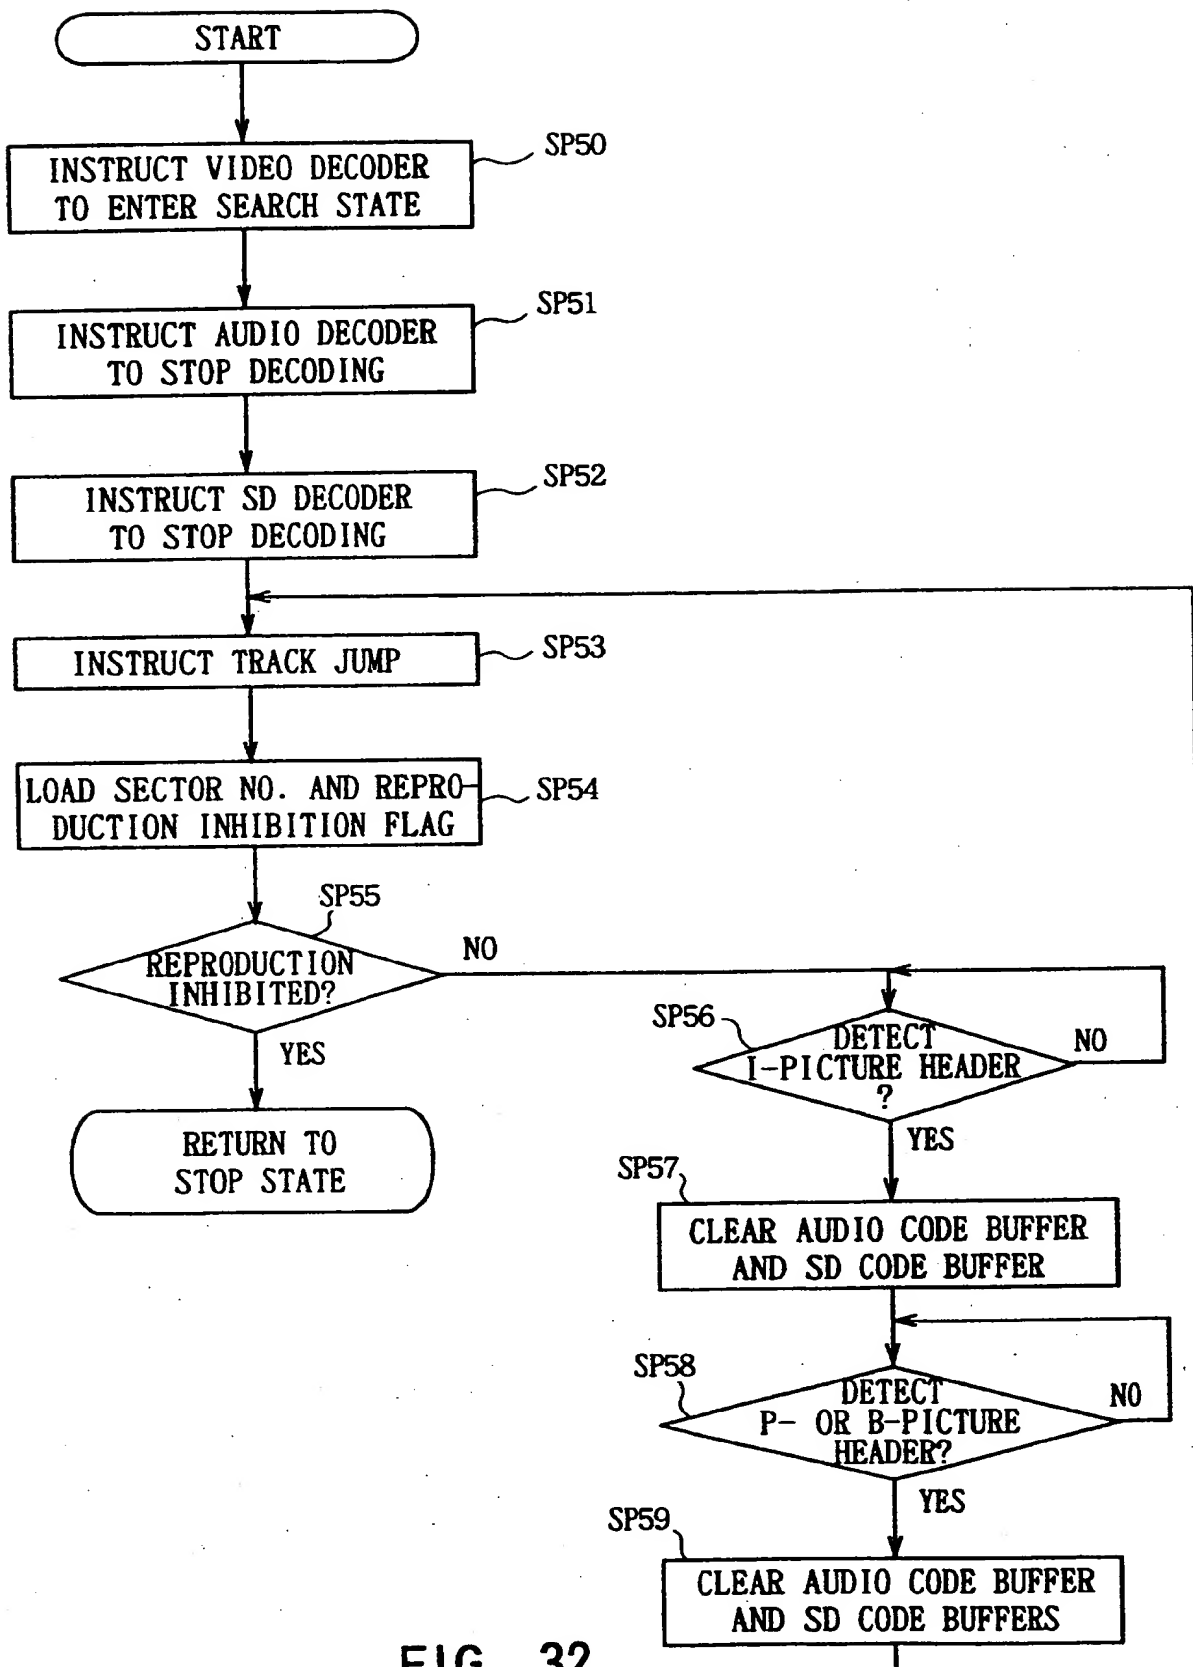 START
SP50
INSTRUCT VIDEO DECODER
TO ENTER SEARCH STATE
SP51
INSTRUCT AUDIO DECODER
TO STOP DECODING
SP52
INSTRUCT SD DECODER
TO STOP DECODING
SP53
INSTRUCT TRACK JUMP
SP54
LOAD SECTOR NO. AND REPRO-
DUCTION INHIBITION FLAG
SP55
REPRODUCTION
INHIBITED?
NO
YES
RETURN TO
STOP STATE
SP56
DETECT
I-PICTURE HEADER
?
NO
YES
SP57
CLEAR AUDIO CODE BUFFER
AND SD CODE BUFFER
SP58
DETECT
P- OR B-PICTURE
HEADER?
NO
YES
SP59
CLEAR AUDIO CODE BUFFER
AND SD CODE BUFFERS
FIG. 32